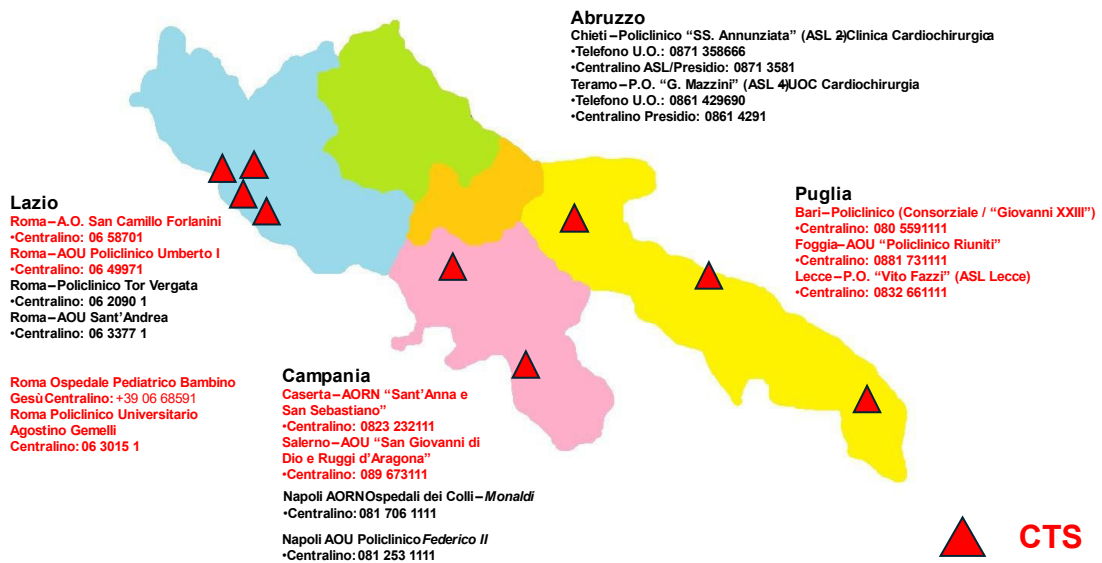 Abruzzo
Chieti–Policlinico “SS. Annunziata” (ASL 2)Clinica Cardiochirurgica
•Telefono U.O.: 0871 358666
•Centralino ASL/Presidio: 0871 3581
Teramo–P.O. “G. Mazzini” (ASL 4)UOC Cardiochirurgia
•Telefono U.O.: 0861 429690
•Centralino Presidio: 0861 4291
Lazio
Roma–A.O. San Camillo Forlanini
•Centralino: 06 58701
Roma–AOU Policlinico Umberto I
•Centralino: 06 49971
Roma–Policlinico Tor Vergata
•Centralino: 06 2090 1
Roma–AOU Sant’Andrea
•Centralino: 06 3377 1
Roma Ospedale Pediatrico Bambino
Gesù Centralino: +39 06 68591
Roma Policlinico Universitario
Agostino Gemelli
Centralino: 06 3015 1
Campania
Caserta–AORN “Sant’Anna e
San Sebastiano”
•Centralino: 0823 232111
Salerno–AOU “San Giovanni di
Dio e Ruggi d’Aragona”
•Centralino: 089 673111
Napoli AORN Ospedali dei Colli–Monaldi
•Centralino: 081 706 1111
Napoli AOU Policlinico Federico II
•Centralino: 081 253 1111
Puglia
Bari–Policlinico (Consorziale / “Giovanni XXIII”)
•Centralino: 080 5591111
Foggia–AOU “Policlinico Riuniti”
•Centralino: 0881 731111
Lecce–P.O. “Vito Fazzi” (ASL Lecce)
•Centralino: 0832 661111
CTS